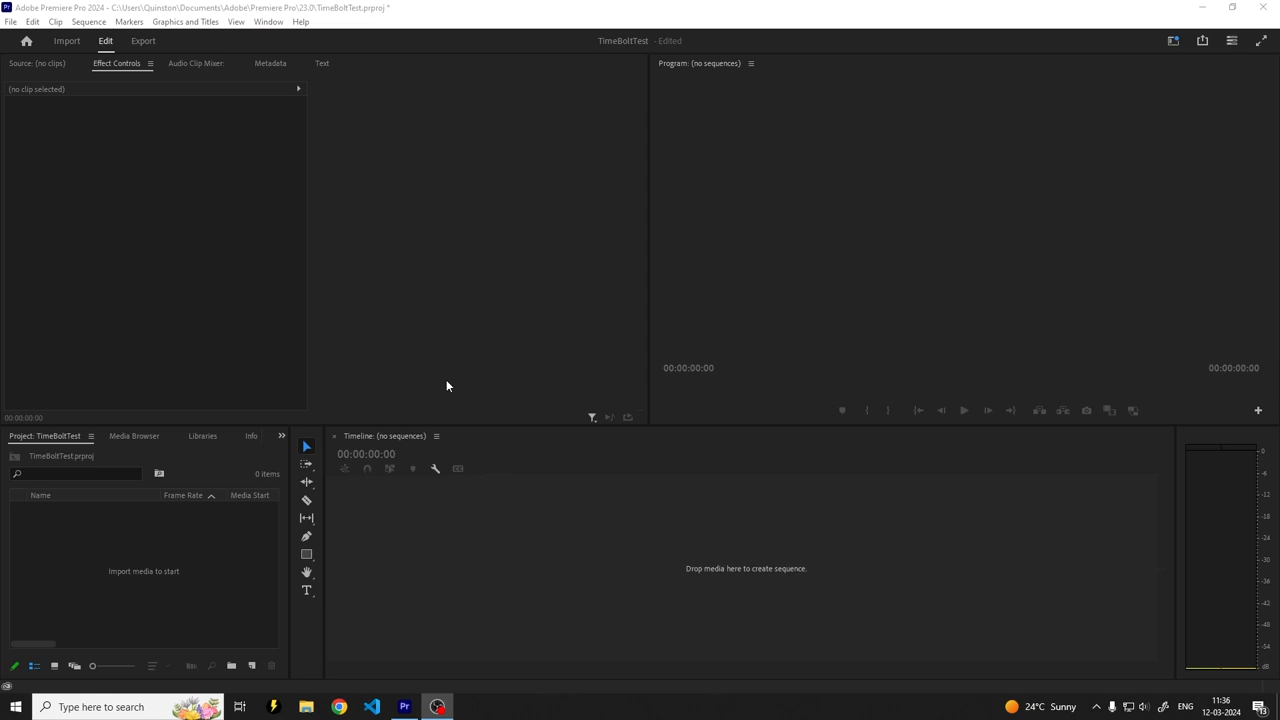 Adobe Premiere Pro 2024 - C:\Users\Quinston\Documents\Adobe\Premiere Pro\23.0\TimeBoltTest.prproj *
File Edit Clip Sequence Markers Graphics and Titles View Window Help
Import Edit Export TimeBoltTest - Edited
Source: (no clips) Effect Controls Audio Clip Mixer: Metadata Text Program: (no sequences)
(no clip selected)
00:00:00:00 00:00:00:00
00:00:00:00
Project: TimeBoltTest Media Browser Libraries Info Timeline: (no sequences)
TimeBoltTest.prproj 00:00:00:00
0 items
Name Frame Rate Media Start
Import media to start
Drop media here to create sequence.
0
-6
-12
-18
-24
-30
-36
-42
-48
-54
dB
Type here to search
24°C Sunny ENG
11:36
12-03-2024